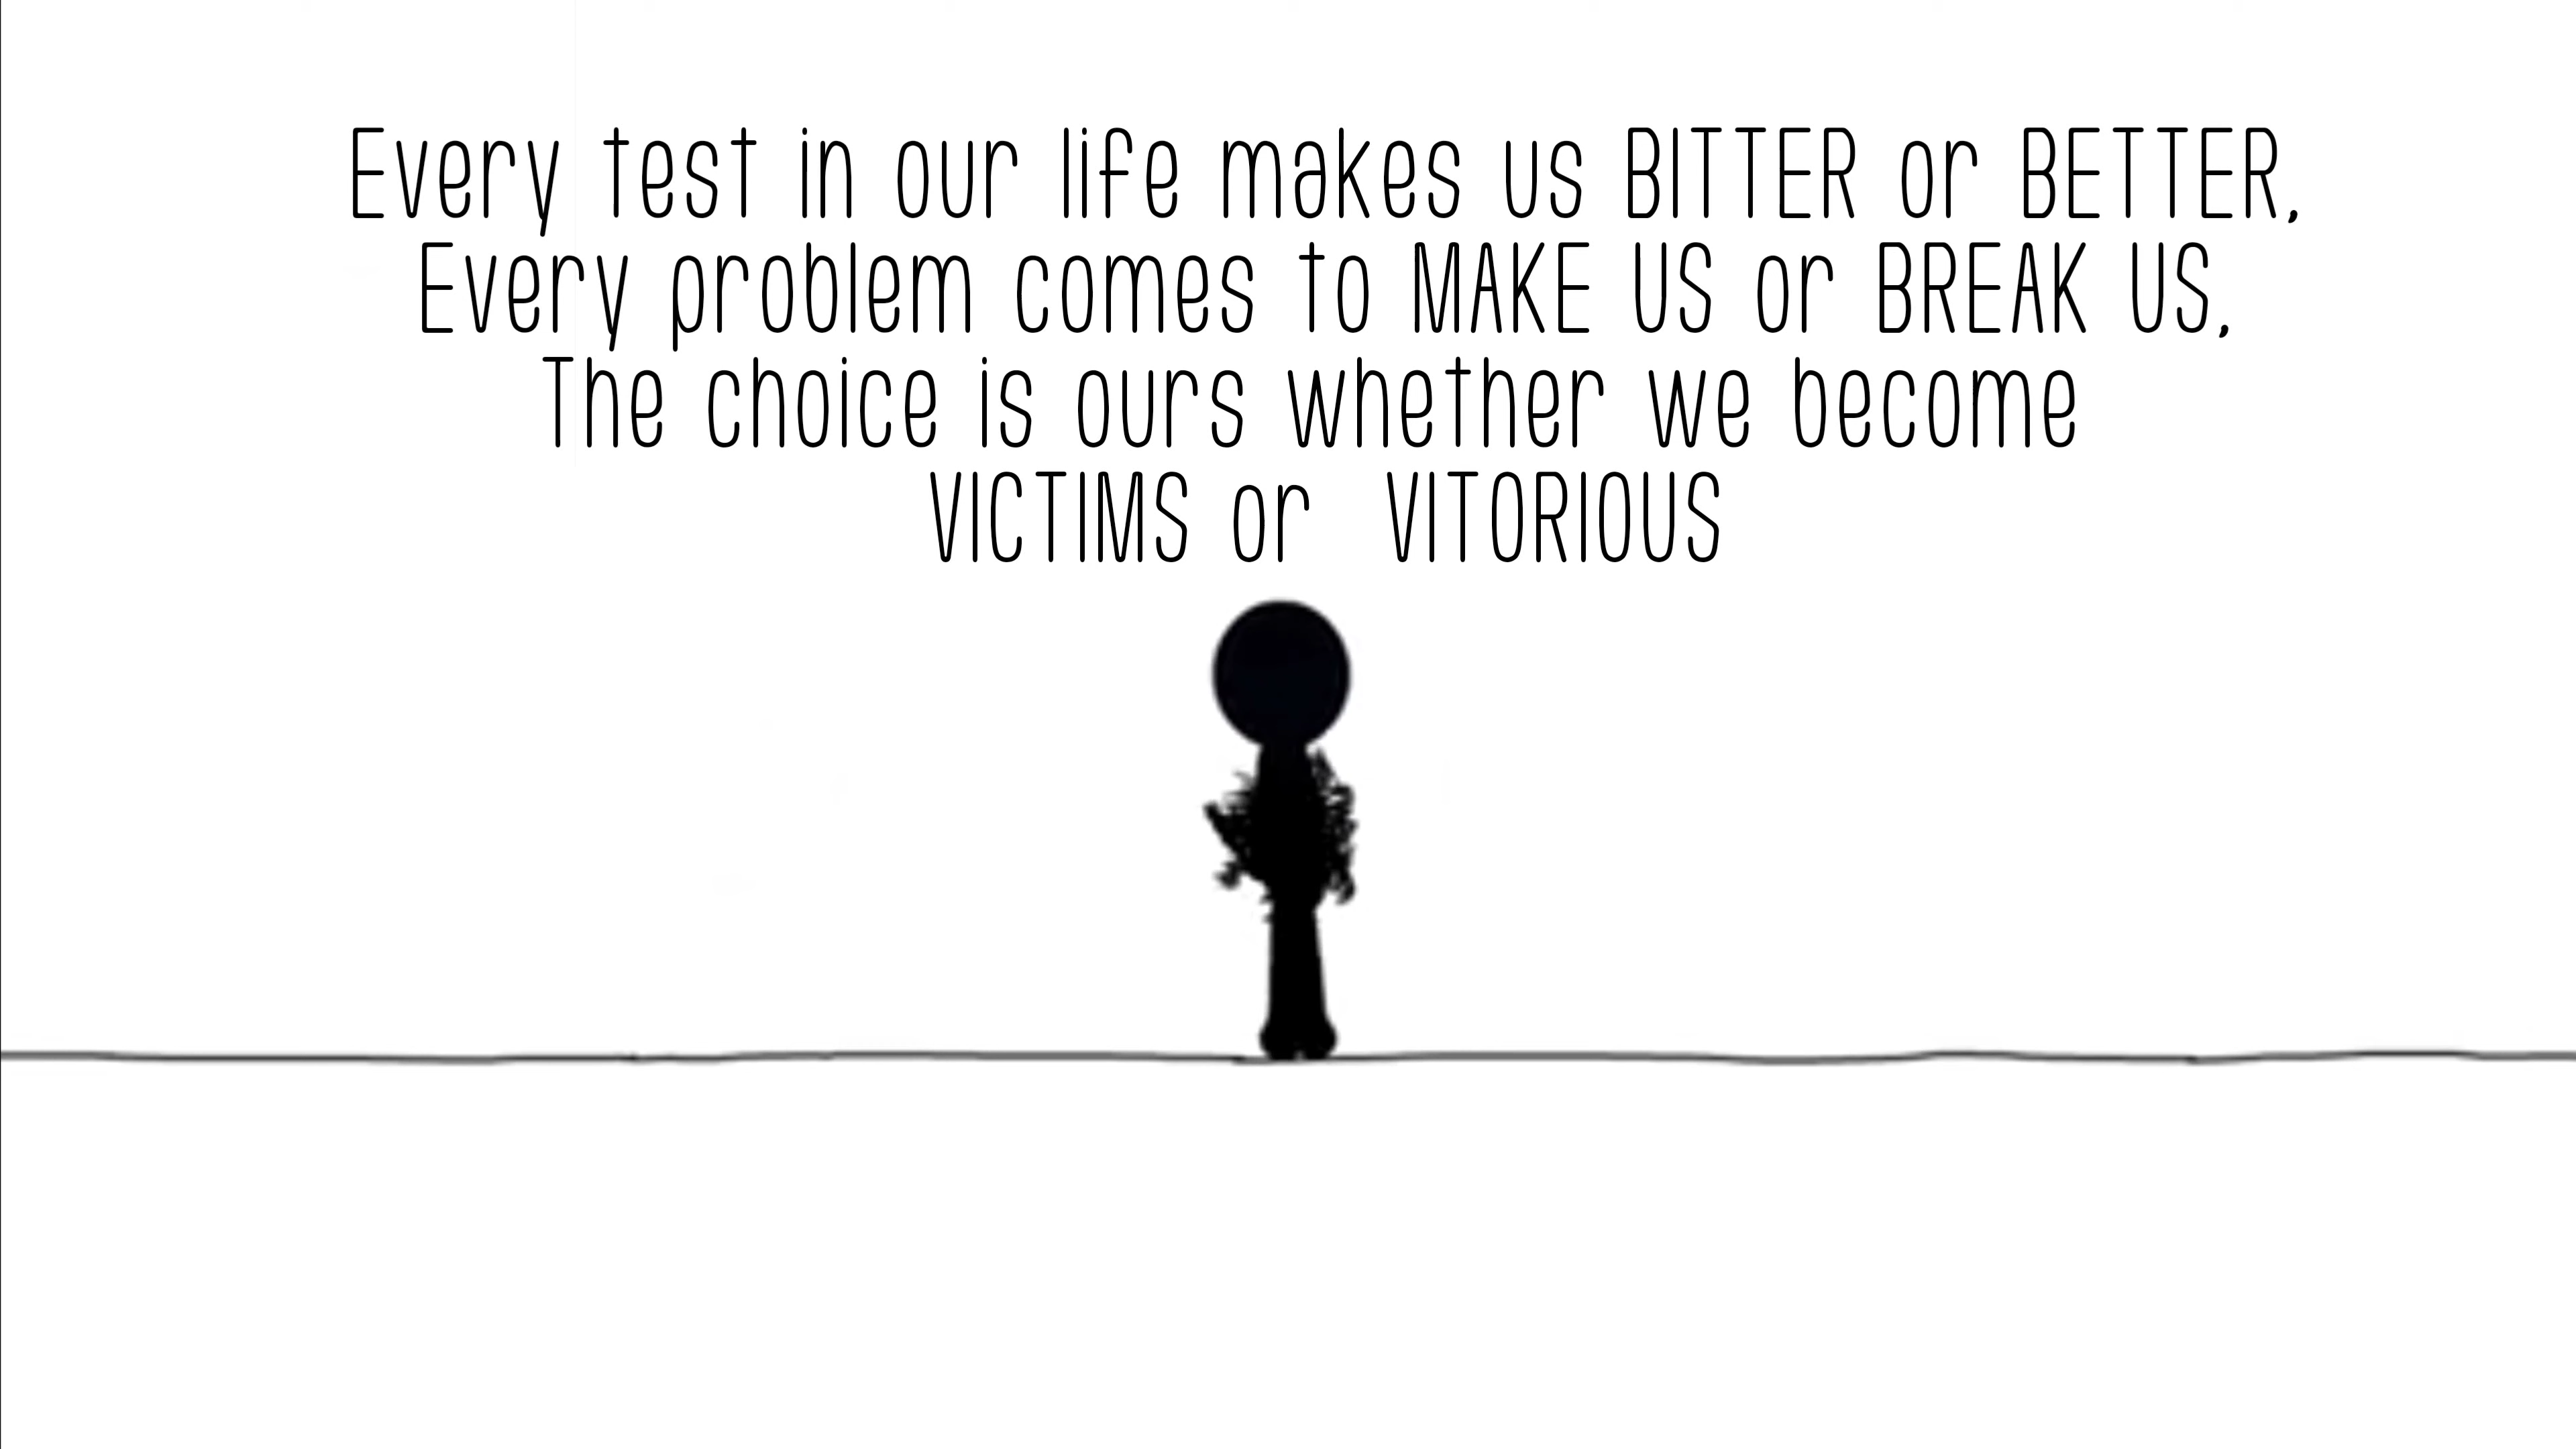 Every test in our life makes us BITTER or BETTER,
Every problem comes to MAKE US or BREAK US,
The choice is ours whether we become
VICTIMS or VITORIOUS